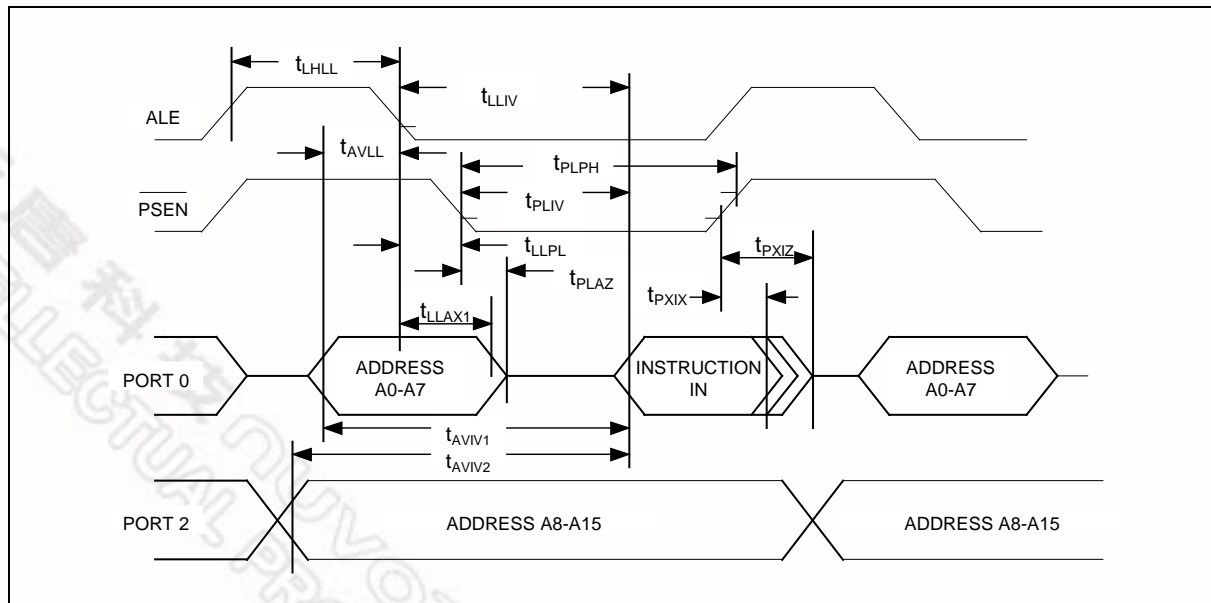 tLHLL
tLLIV
ALE
tAVLL
tPLPH
PSEN
tPLIV
tLLPL
tPXIZ
tPLAZ
tPXIX
tLLAX1
PORT 0
ADDRESS
A0-A7
INSTRUCTION
IN
ADDRESS
A0-A7
tAVIV1
tAVIV2
PORT 2
ADDRESS A8-A15
ADDRESS A8-A15